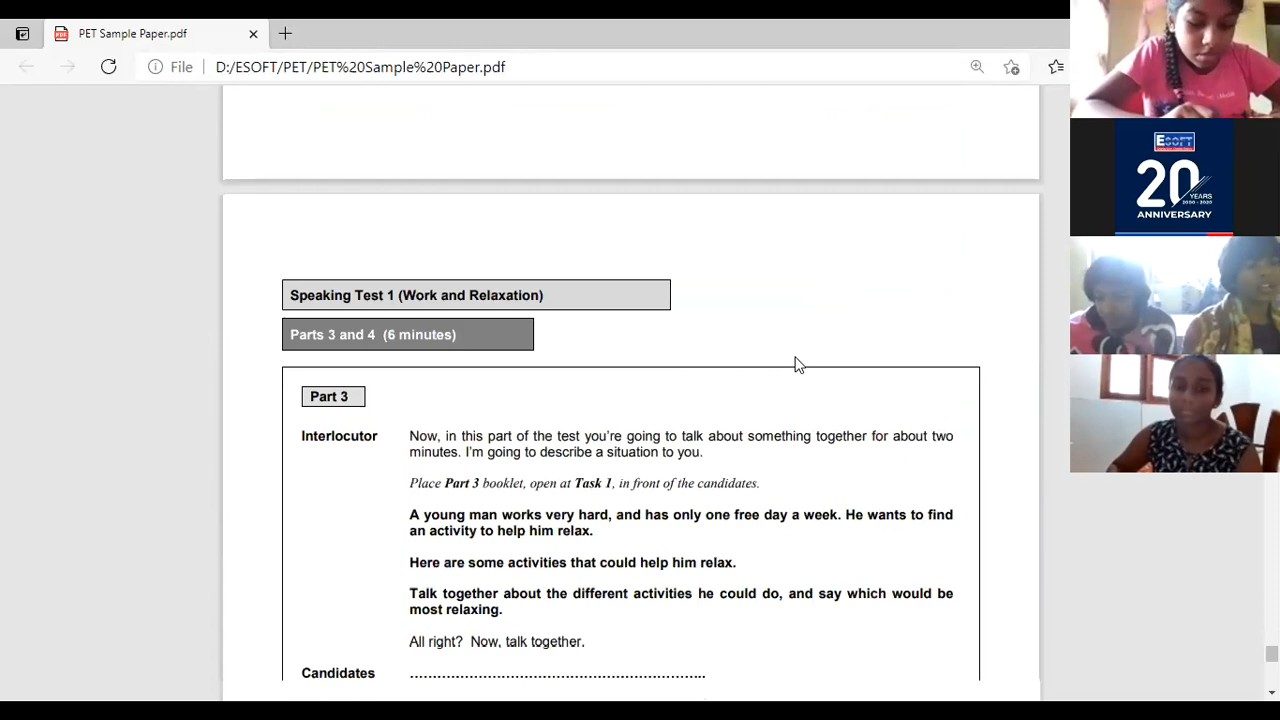 PET Sample Paper.pdf
File
D:/ESOFT/PET/PET%20Sample%20Paper.pdf
Speaking Test 1 (Work and Relaxation)
Parts 3 and 4 (6 minutes)
Part 3
Interlocutor
Now, in this part of the test you're going to talk about something together for about two
minutes. I'm going to describe a situation to you.
Place Part 3 booklet, open at Task 1, in front of the candidates.
A young man works very hard, and has only one free day a week. He wants to find
an activity to help him relax.
Here are some activities that could help him relax.
Talk together about the different activities he could do, and say which would be
most relaxing.
All right? Now, talk together.
Candidates ................................................................
ESOFT
20
YEARS
2000 - 2020
ANNIVERSARY